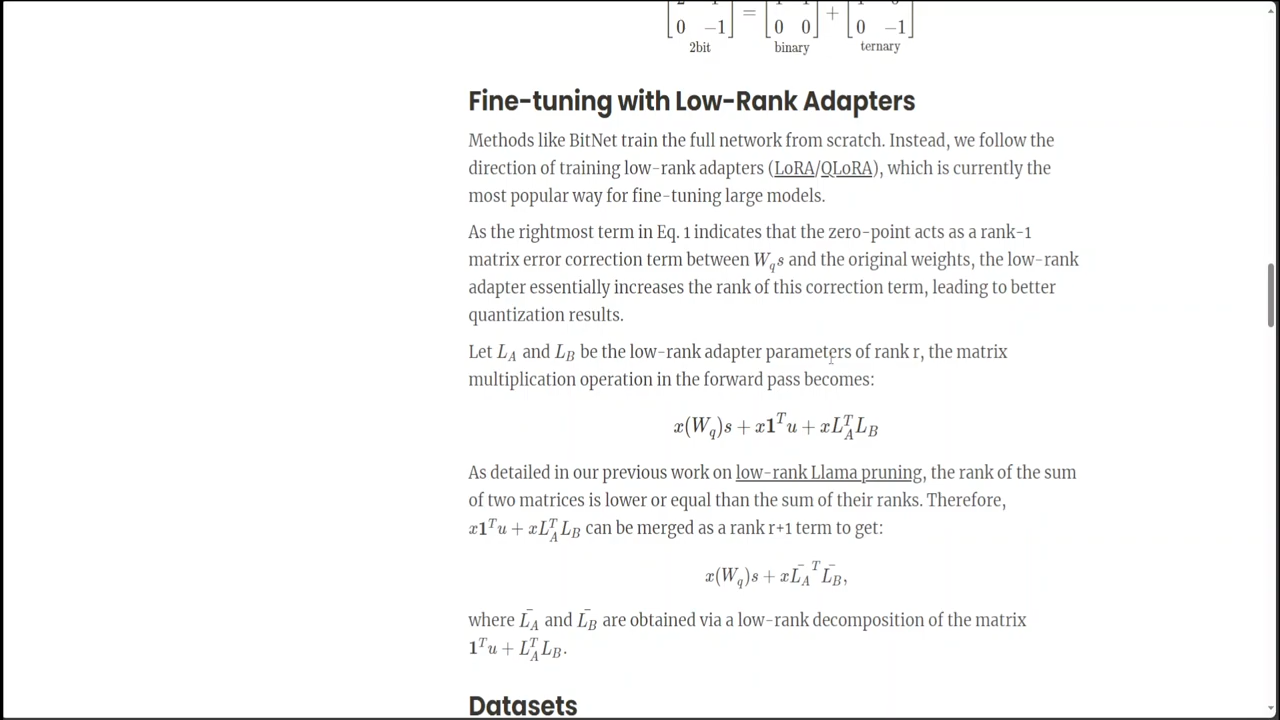 [0 −1] = [0 0] + [0 −1]
2bit binary ternary
Fine-tuning with Low-Rank Adapters
Methods like BitNet train the full network from scratch. Instead, we follow the
direction of training low-rank adapters (LoRA/QLoRA), which is currently the
most popular way for fine-tuning large models.
As the rightmost term in Eq. 1 indicates that the zero-point acts as a rank-1
matrix error correction term between W_q s and the original weights, the low-rank
adapter essentially increases the rank of this correction term, leading to better
quantization results.
Let L_A and L_B be the low-rank adapter parameters of rank r, the matrix
multiplication operation in the forward pass becomes:
x(W_q)s + x1^T u + xL_A^T L_B
As detailed in our previous work on low-rank Llama pruning, the rank of the sum
of two matrices is lower or equal than the sum of their ranks. Therefore,
x1^T u + xL_A^T L_B can be merged as a rank r+1 term to get:
x(W_q)s + xL̄_A^T L̄_B,
where L̄_A and L̄_B are obtained via a low-rank decomposition of the matrix
1^T u + L_A^T L_B.
Datasets